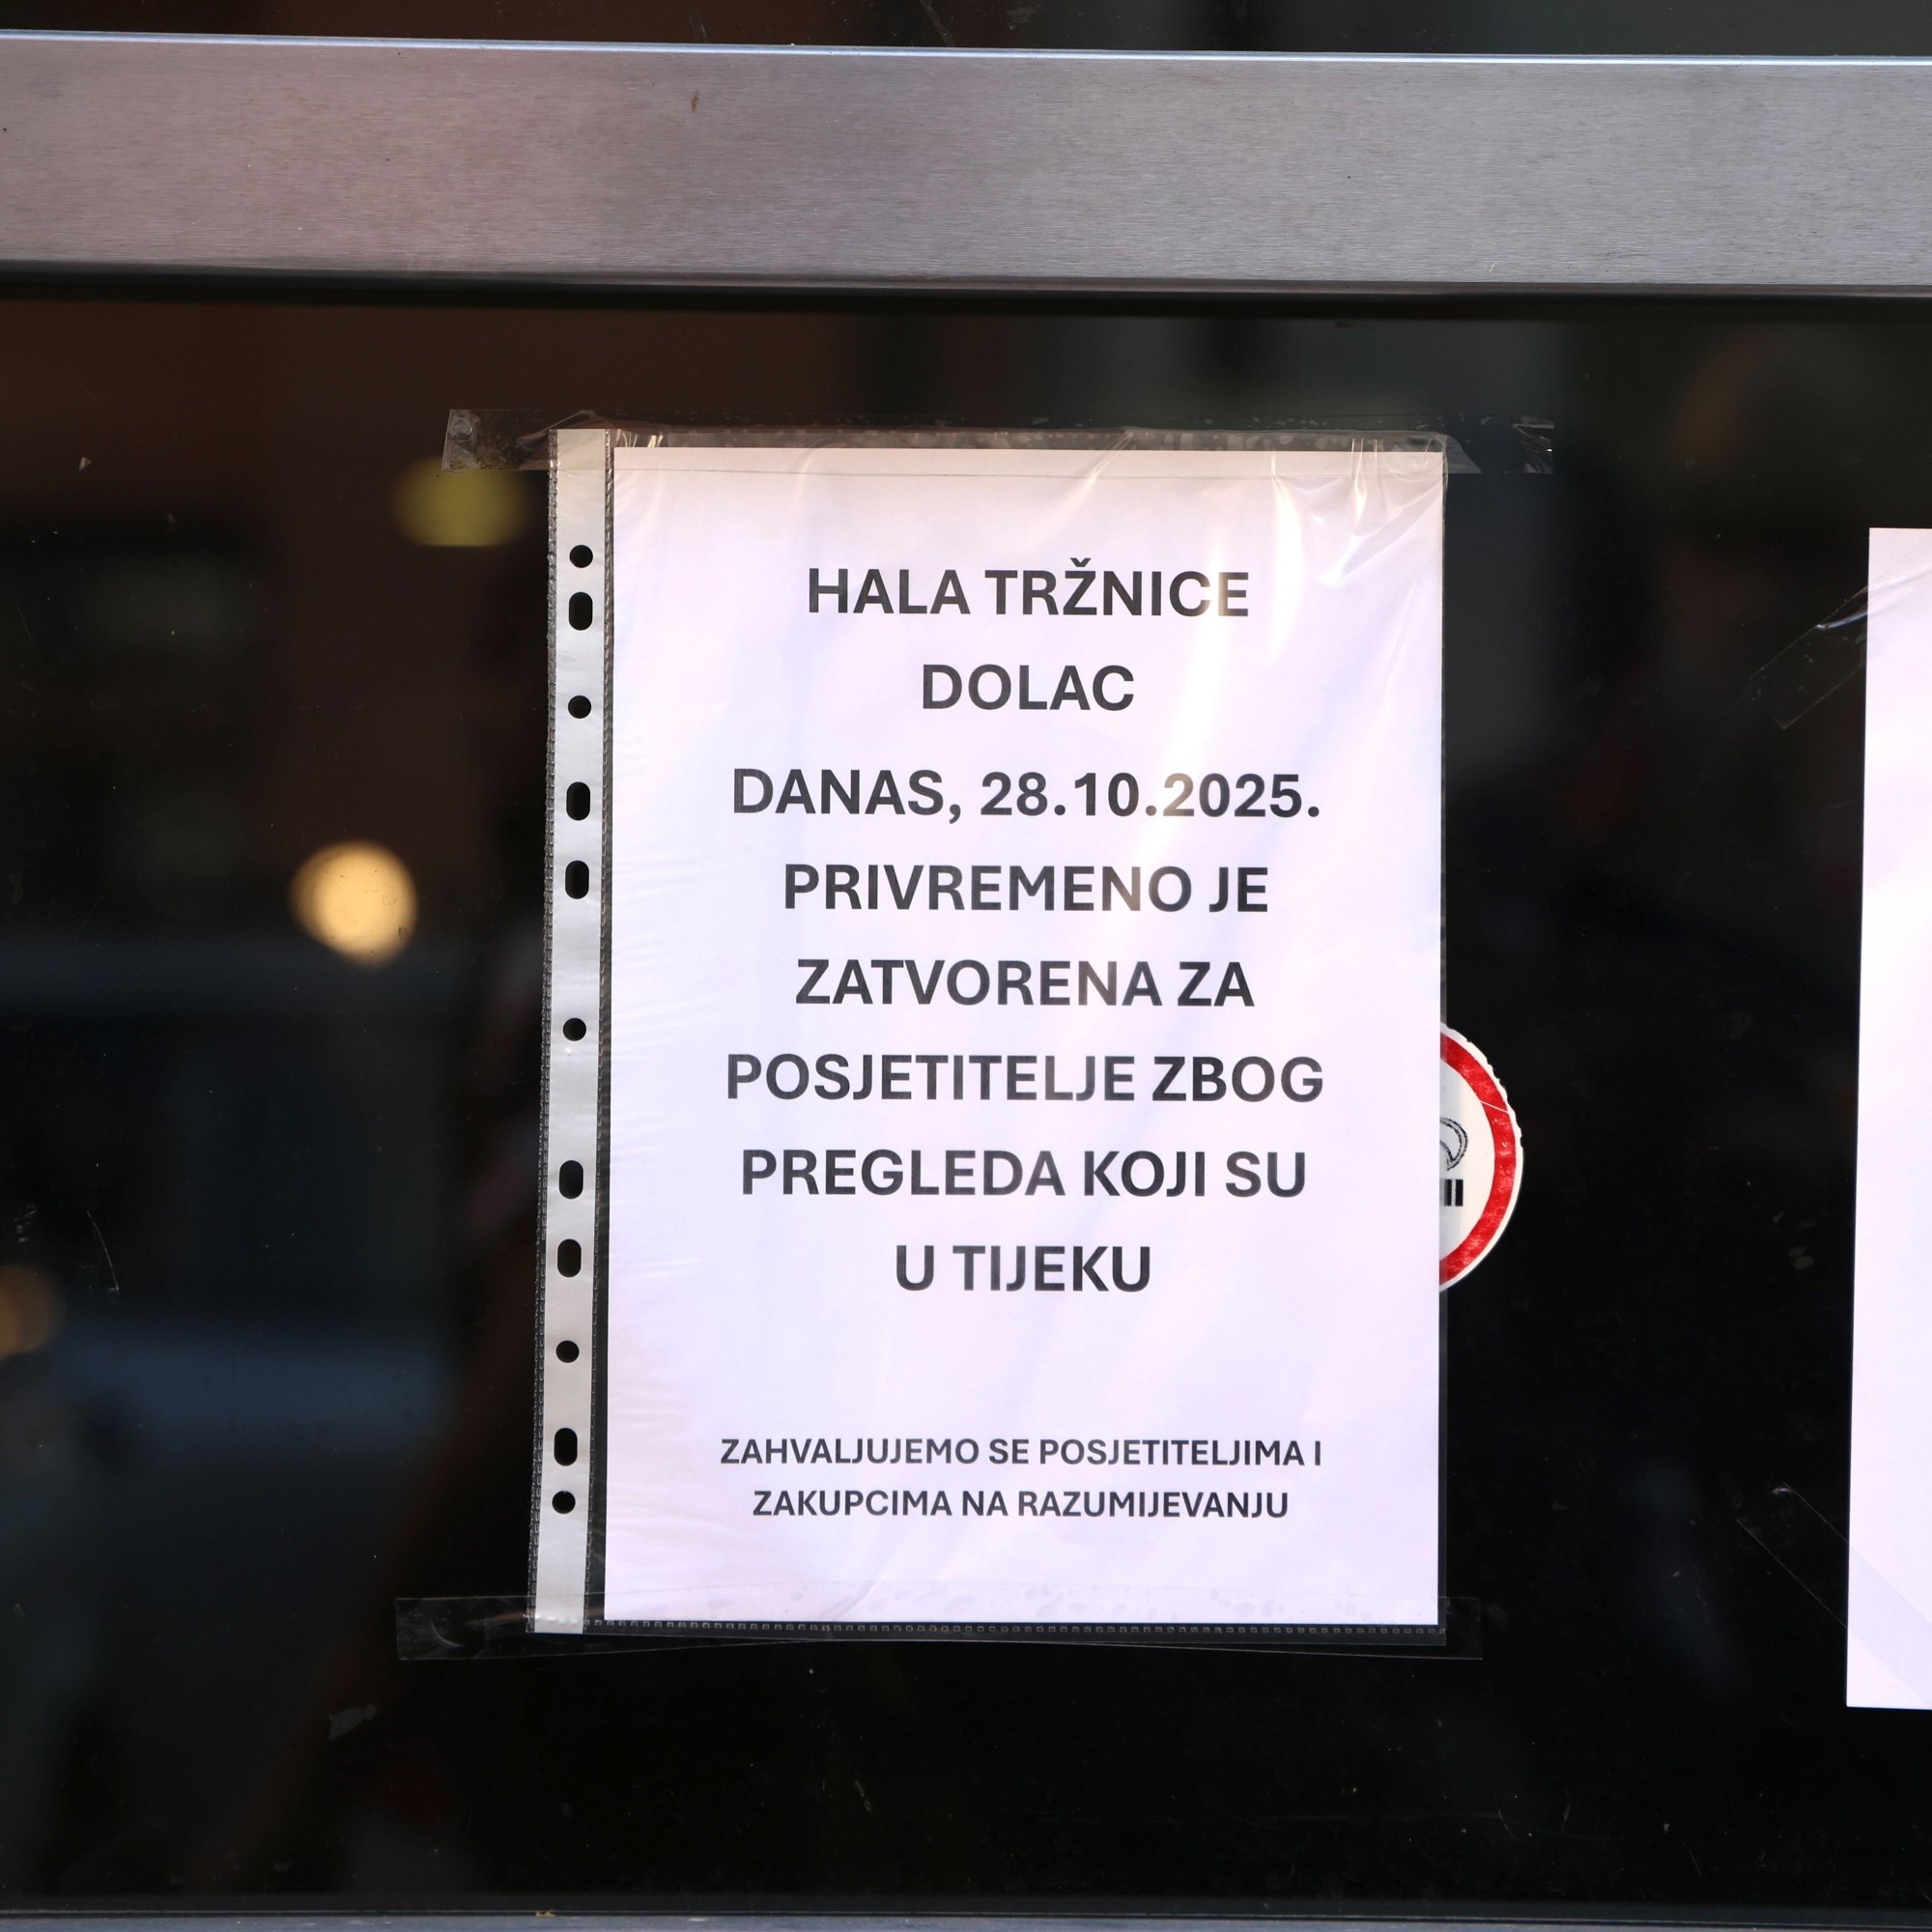 HALA TRŽNICE
DOLAC
DANAS, 28.10.2025.
PRIVREMENO JE
ZATVORENA ZA
POSJETITELJE ZBOG
PREGLEDA KOJI SU
U TIJEKU
ZAHVALJUJEMO SE POSJETITELJIMA I
ZAKUPCIMA NA RAZUMIJEVANJU